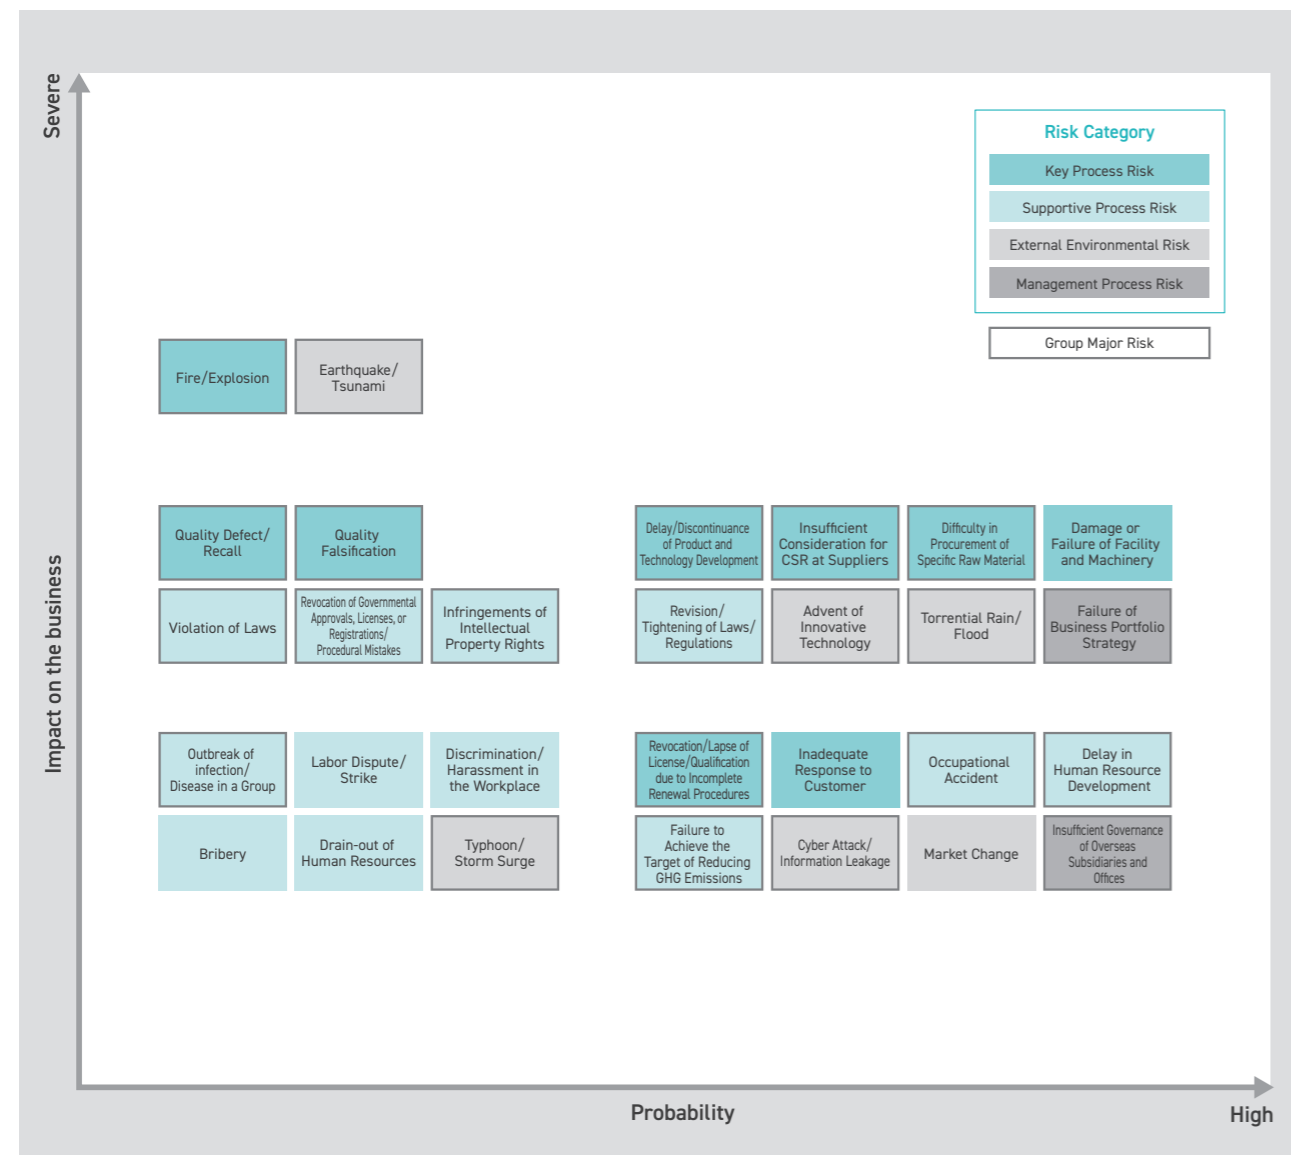 Severe
Impact on the business
Risk Category
Key Process Risk
Supportive Process Risk
External Environmental Risk
Management Process Risk
Group Major Risk
Fire/Explosion
Earthquake/
Tsunami
Quality Defect/
Recall
Quality
Falsification
Delay/Discontinuance
of Product and
Technology Development
Insufficient
Consideration for
CSR at Suppliers
Difficulty in
Procurement of
Specific Raw Material
Damage or
Failure of Facility
and Machinery
Violation of Laws
Revocation of Governmental
Approvals, Licenses, or
Registrations/
Procedural Mistakes
Infringements of
Intellectual
Property Rights
Revision/
Tightening of Laws/
Regulations
Advent of
Innovative
Technology
Torrential Rain/
Flood
Failure of
Business Portfolio
Strategy
Outbreak of
infection/
Disease in a Group
Labor Dispute/
Strike
Discrimination/
Harassment in
the Workplace
Revocation/Lapse of
License/Qualification
due to Incomplete
Renewal Procedures
Inadequate
Response to
Customer
Occupational
Accident
Delay in
Human Resource
Development
Bribery
Drain-out of
Human Resources
Typhoon/
Storm Surge
Failure to
Achieve the
Target of Reducing
GHG Emissions
Cyber Attack/
Information Leakage
Market Change
Insufficient Governance
of Overseas
Subsidiaries and
Offices
Probability
High